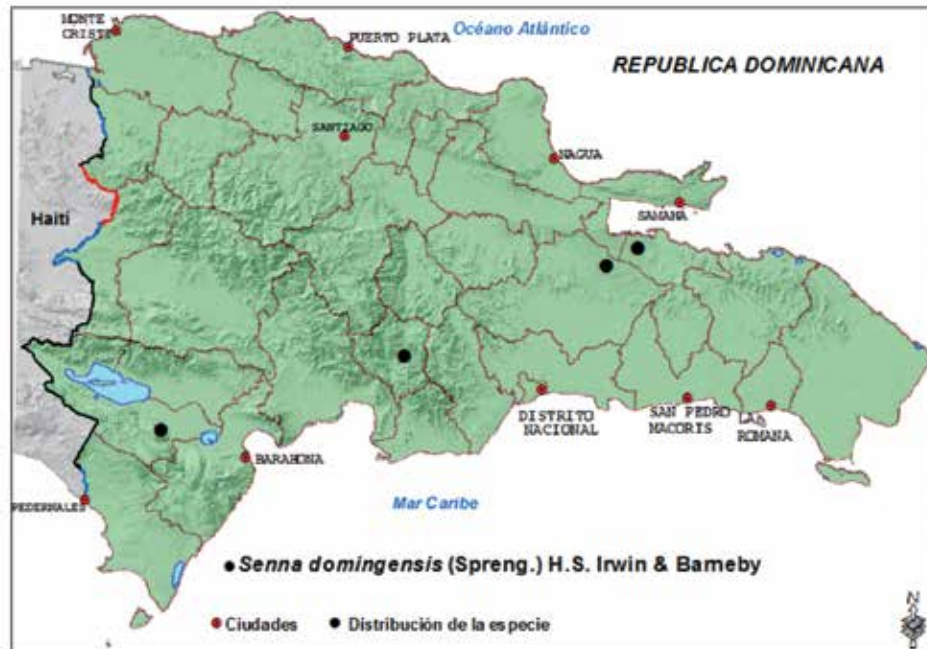 MONTE
CRISTI
PUERTO PLATA
Océano Atlántico
REPUBLICA DOMINICANA
SANTIAGO
NAGUA
SAMANA
Haití
DISTRITO
NACIONAL
SAN PEDRO
MACORIS
LA
ROMANA
BARAHONA
PEDERNALES
Mar Caribe
Senna domingensis (Spreng.) H.S. Irwin & Barneby
Ciudades
Distribución de la especie
N